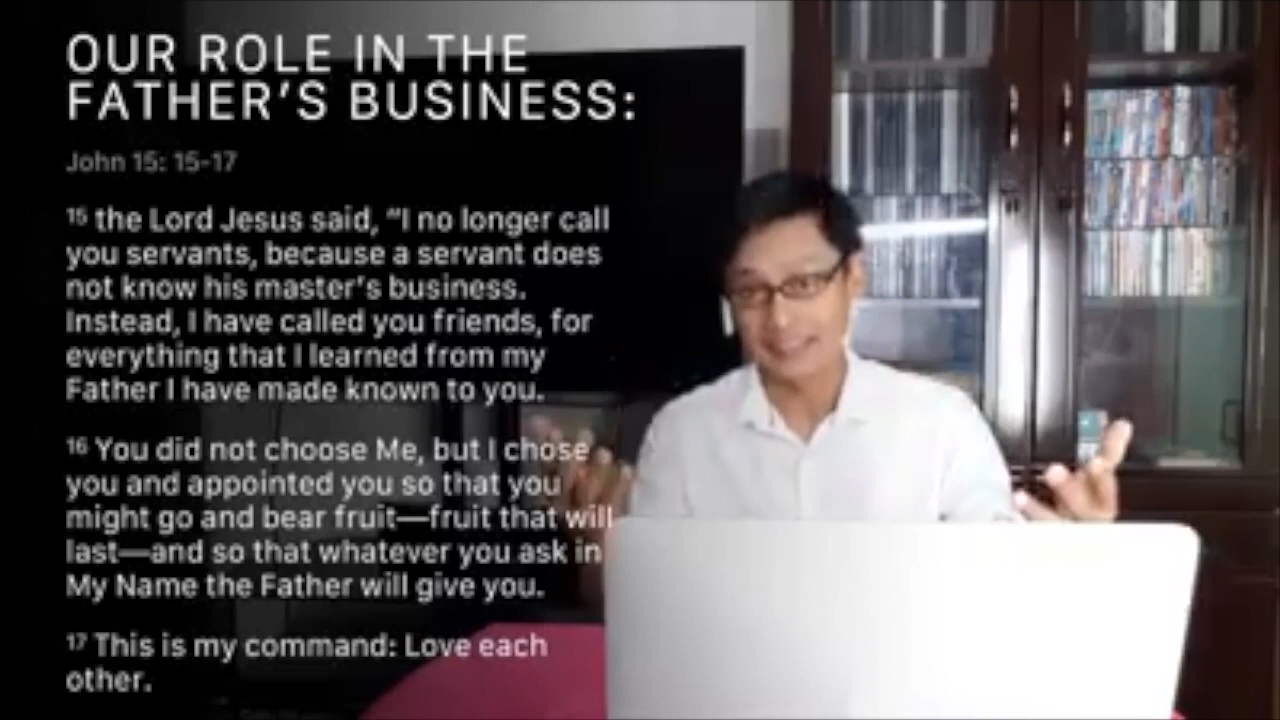 OUR ROLE IN THE
FATHER’S BUSINESS:
John 15: 15-17
15 the Lord Jesus said, “I no longer call
you servants, because a servant does
not know his master’s business.
Instead, I have called you friends, for
everything that I learned from my
Father I have made known to you.
16 You did not choose Me, but I chose
you and appointed you so that you
might go and bear fruit—fruit that will
last—and so that whatever you ask in
My Name the Father will give you.
17 This is my command: Love each
other.